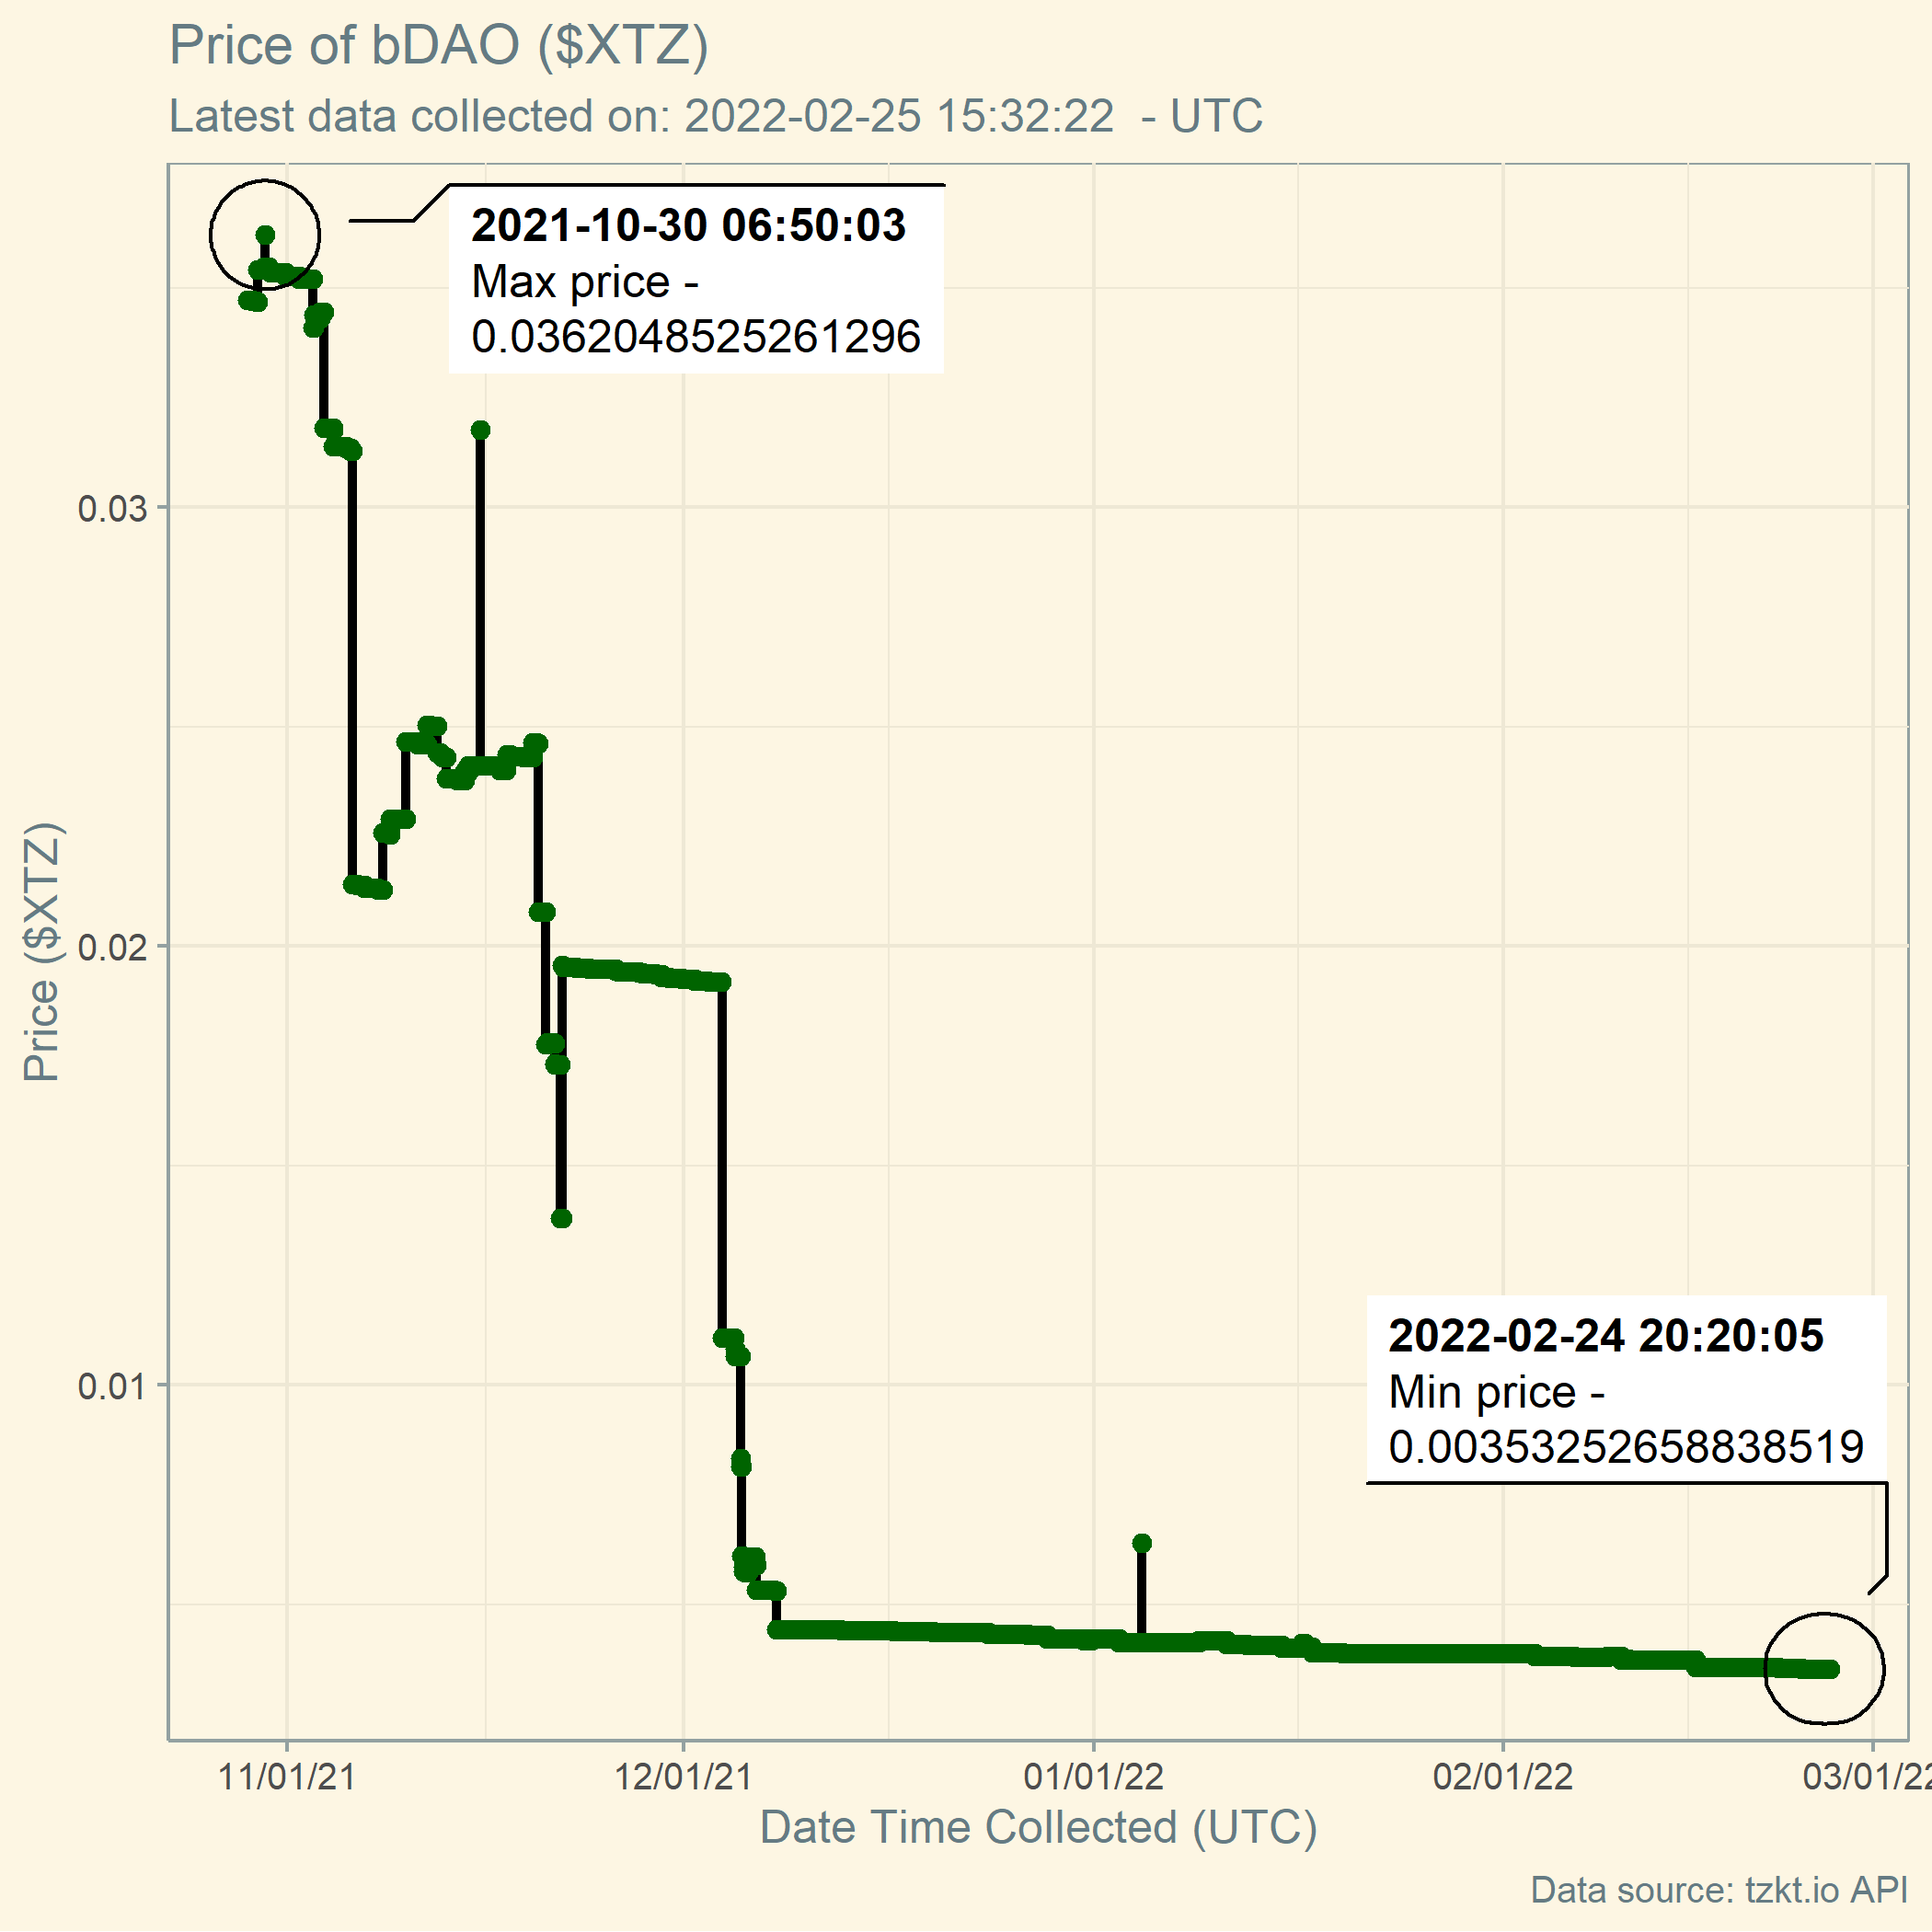 Price of bDAO ($XTZ)
Latest data collected on: 2022-02-25 15:32:22  - UTC
2021-10-30 06:50:03
Max price -
0.0362048525261296
0.03
0.02
0.01
Price ($XTZ)
2022-02-24 20:20:05
Min price -
0.00353252658838519
11/01/21 12/01/21 01/01/22 02/01/22 03/01/22
Date Time Collected (UTC)
Data source: tzkt.io API